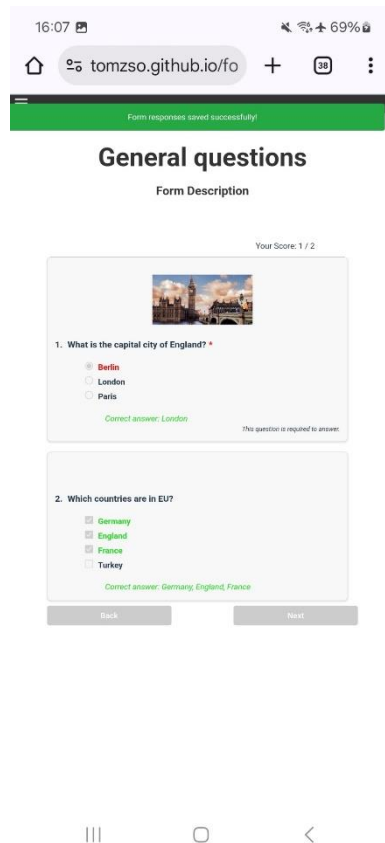 16:07
69%
tomzso.github.io/fo
38
Form responses saved successfully!
General questions
Form Description
Your Score: 1 / 2
1. What is the capital city of England? *
Berlin
London
Paris
Correct answer: London
This question is required to answer.
2. Which countries are in EU?
Germany
England
France
Turkey
Correct answer: Germany, England, France
Back
Next